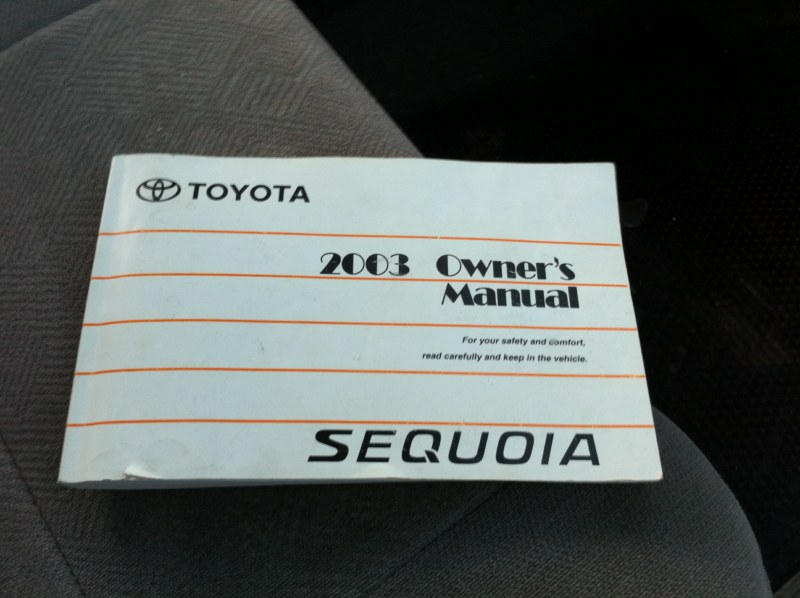 TOYOTA
2003 Owner's
Manual
For your safety and comfort,
read carefully and keep in the vehicle.
SEQUOIA